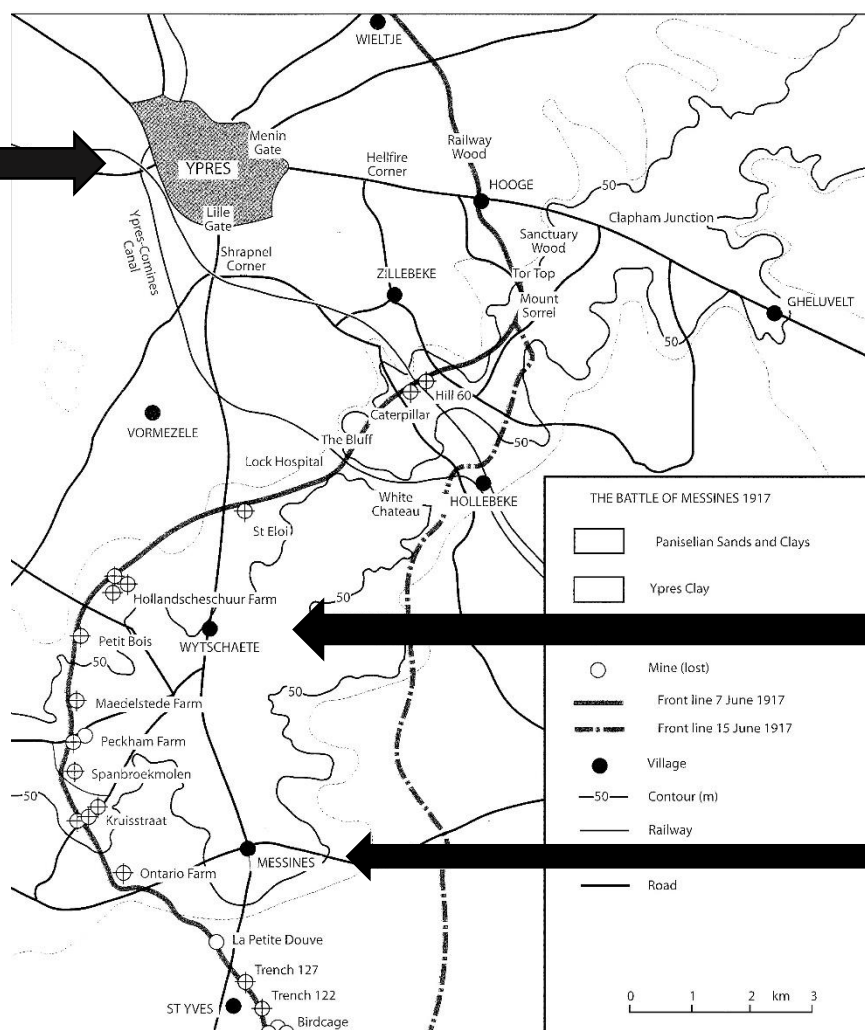 WIELTJE
Menin
Gate
Railway
Wood
YPRES
Hellfire
Corner
HOOGE
50
Lille
Gate
Clapham Junction
Ypres-Comines
Canal
Sanctuary
Wood
Shrapnel
Corner
ZILLEBEKE
Tor Top
Mount
Sorrel
GHELUVELT
50
Hill 60
Caterpillar
VORMEZELE
The Bluff
50
Lock Hospital
White
Chateau
HOLLEBEKE
St Eloi
Hollandscheschuur Farm
50
WYTSCHAETE
Petit Bois
50
50
Maedelstede Farm
Peckham Farm
Spanbroekmolen
50
Kruisstraat
MESSINES
Ontario Farm
La Petite Douve
Trench 127
ST YVES
Trench 122
Birdcage
THE BATTLE OF MESSINES 1917
Paniselian Sands and Clays
Ypres Clay
Mine (lost)
Front line 7 June 1917
Front line 15 June 1917
Village
50
Contour (m)
Railway
Road
0 1 2 km 3